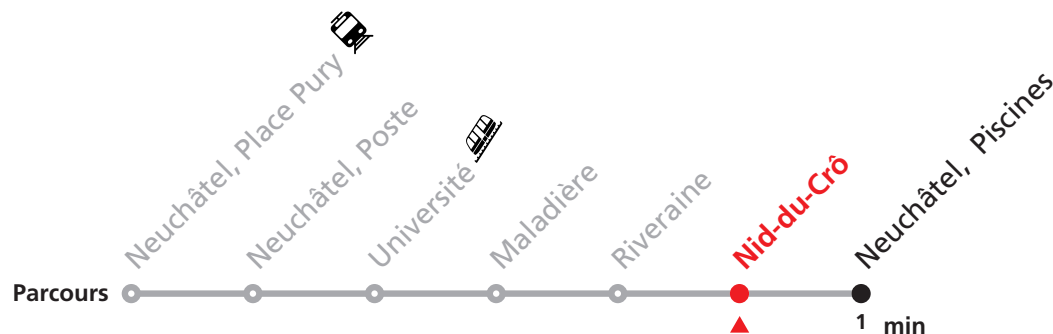 Neuchâtel, Place Pury
Neuchâtel, Poste
Université
Maladière
Riveraine
Nid-du-Crô
Neuchâtel, Piscines
Parcours
1 min